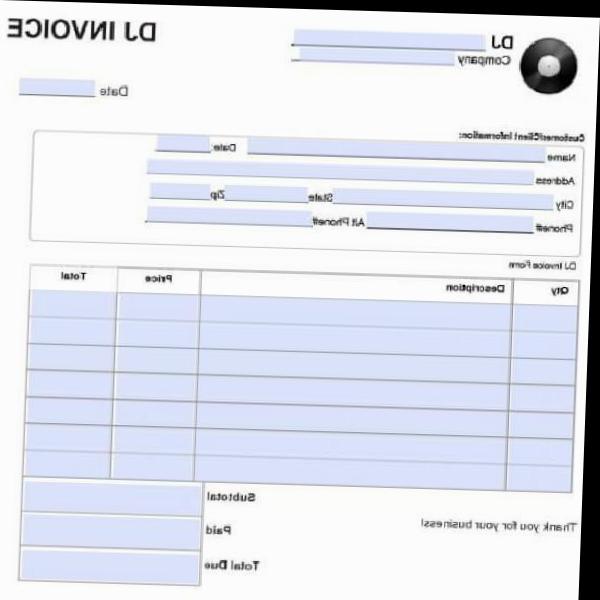 DJ
DJ INVOICE
Company
Date
Customer/Client Information:
Name Date:
Address
City State Zip
Phone# Alt Phone#
DJ Invoice Form
Qty Description Price Total
Subtotal
Thank you for your business!
Paid
Total Due